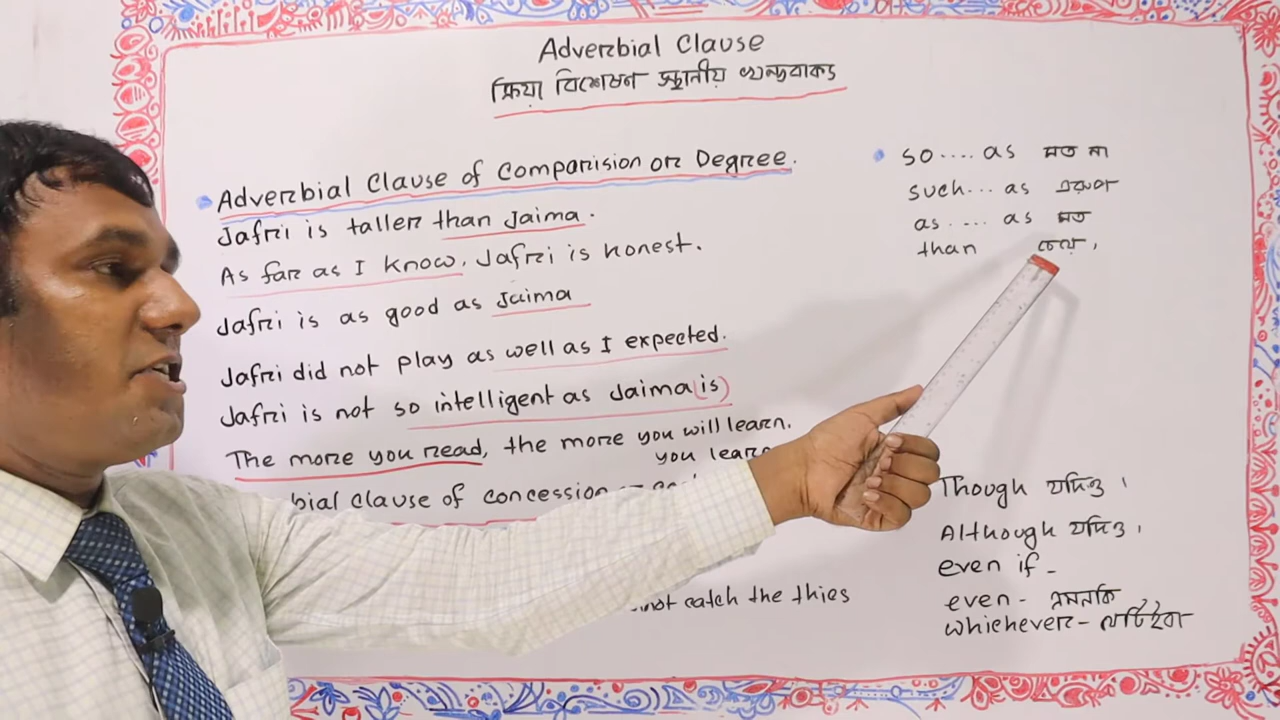 Adverbial Clause
ক্রিয়া বিশেষণ স্থানীয় খন্ডবাক্য
Adverbial Clause of Comparision or Degree.
Jafri is taller than Jaima.
As far as I know, Jafri is honest.
Jafri is as good as Jaima
Jafri did not play as well as I expected.
Jafri is not so intelligent as Jaima (is)
The more you read, the more you will learn.
you learn
bial clause of concession
not catch the thies
so.... as মত না
such... as এরূপ
as .... as মত
than চেয়ে,
Though যদিও ।
Although যদিও ।
even if -
even - এমনকি
whichever - যেটিইবা